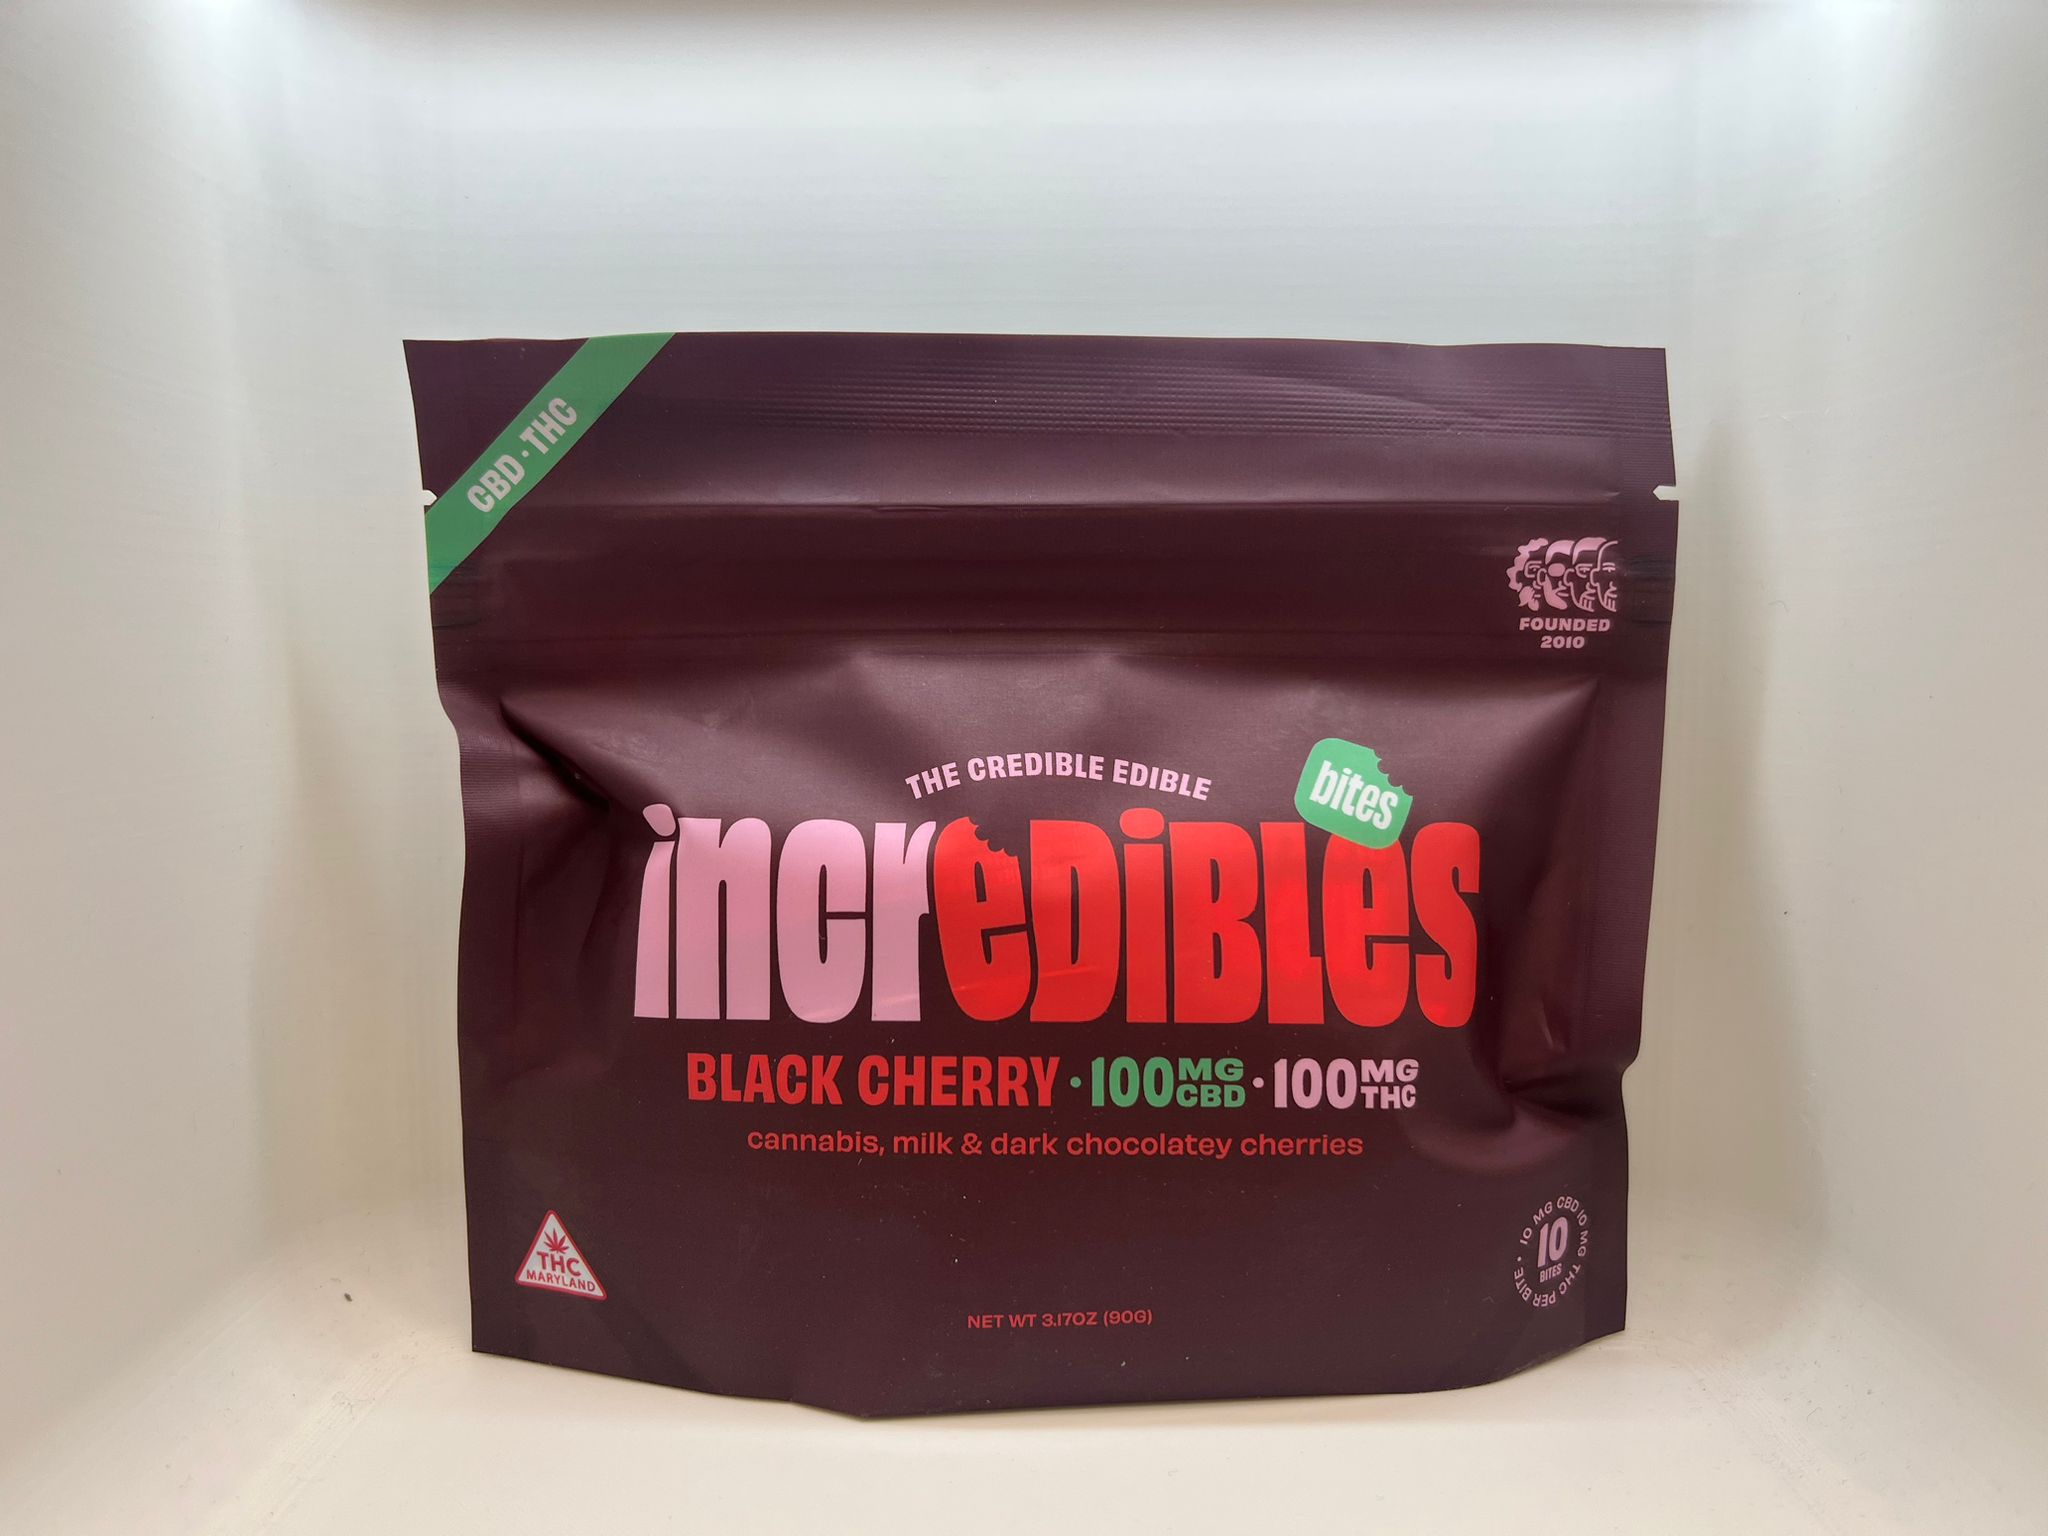 CBD · THC
FOUNDED
2010
THE CREDIBLE EDIBLE
bites
incrEDiBLes
BLACK CHERRY · 100MG CBD · 100MG THC
cannabis, milk & dark chocolatey cherries
THC
MARYLAND
10 MG CBD 10 MG THC PER BITE ·
10
BITES
NET WT 3.17OZ (90G)